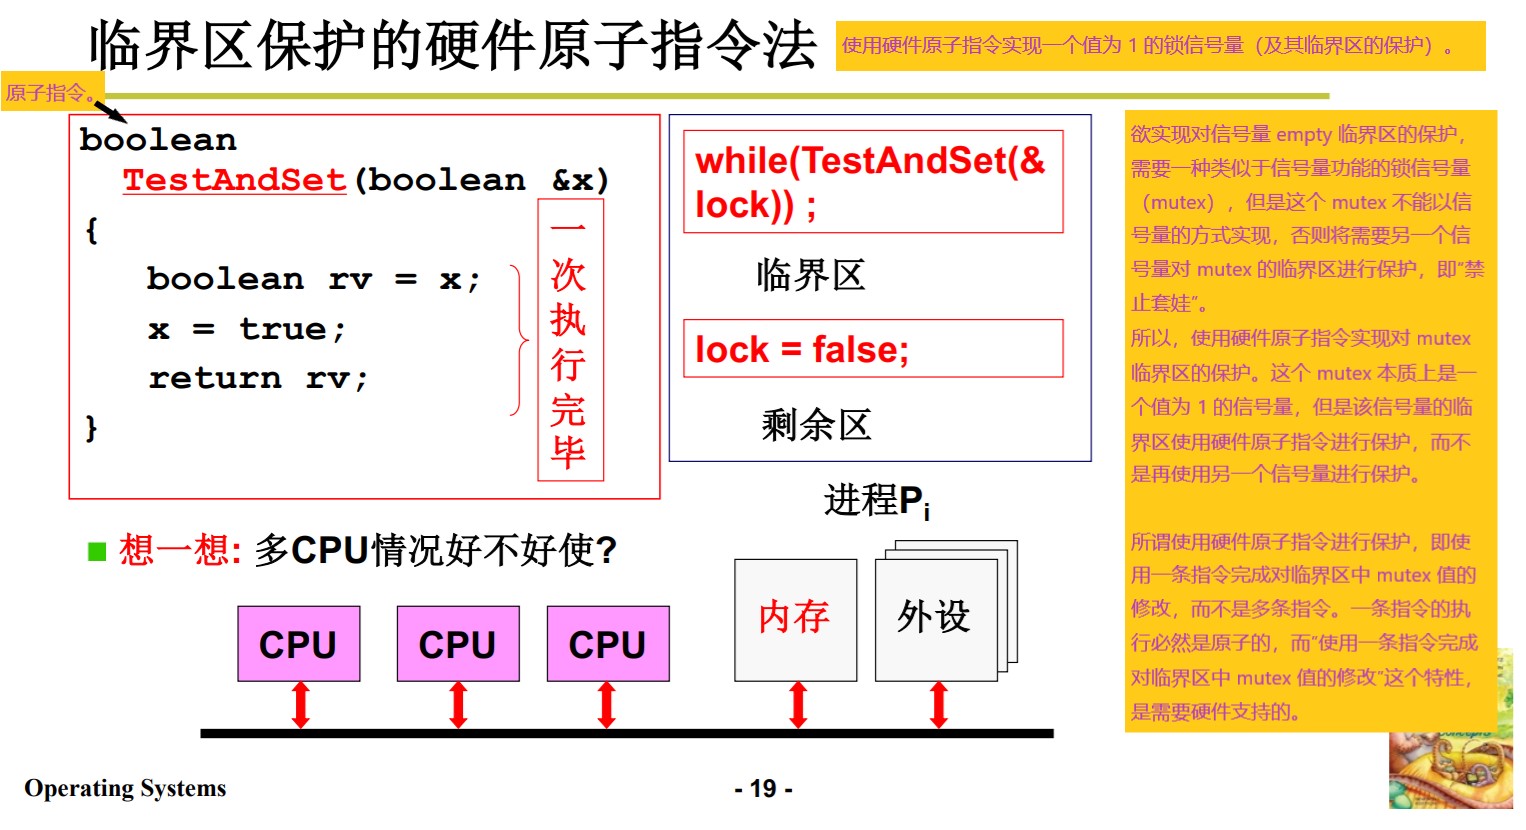 临界区保护的硬件原子指令法
使用硬件原子指令实现一个值为 1 的锁信号量（及其临界区的保护）。
原子指令。
boolean
TestAndSet(boolean &x)
{
boolean rv = x;
x = true;
return rv;
}
一次执行完毕
while(TestAndSet(&
lock)) ;
临界区
lock = false;
剩余区
进程Pi
想一想: 多CPU情况好不好使?
CPU
CPU
CPU
内存
外设
欲实现对信号量 empty 临界区的保护，
需要一种类似于信号量功能的锁信号量
（mutex），但是这个 mutex 不能以信
号量的方式实现，否则将需要另一个信
号量对 mutex 的临界区进行保护，即“禁
止套娃”。
所以，使用硬件原子指令实现对 mutex
临界区的保护。这个 mutex 本质上是一
个值为 1 的信号量，但是该信号量的临
界区使用硬件原子指令进行保护，而不
是再使用另一个信号量进行保护。
所谓使用硬件原子指令进行保护，即使
用一条指令完成对临界区中 mutex 值的
修改，而不是多条指令。一条指令的执
行必然是原子的，而“使用一条指令完成
对临界区中 mutex 值的修改”这个特性，
是需要硬件支持的。
Operating Systems
- 19 -